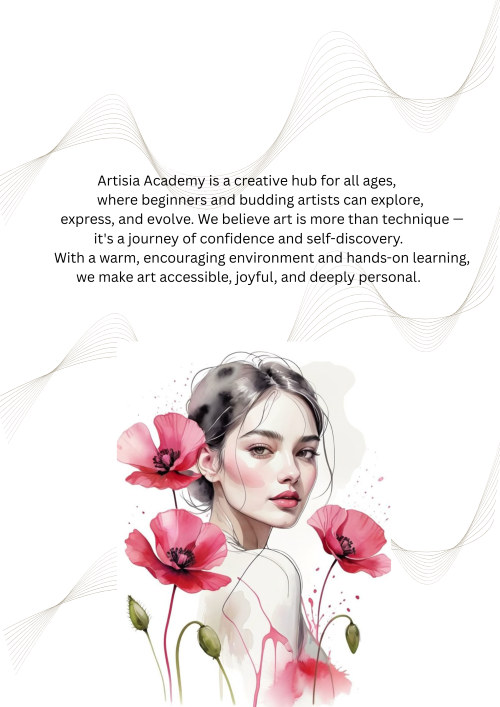 Artisia Academy is a creative hub for all ages,
where beginners and budding artists can explore,
express, and evolve. We believe art is more than technique —
it's a journey of confidence and self-discovery.
With a warm, encouraging environment and hands-on learning,
we make art accessible, joyful, and deeply personal.